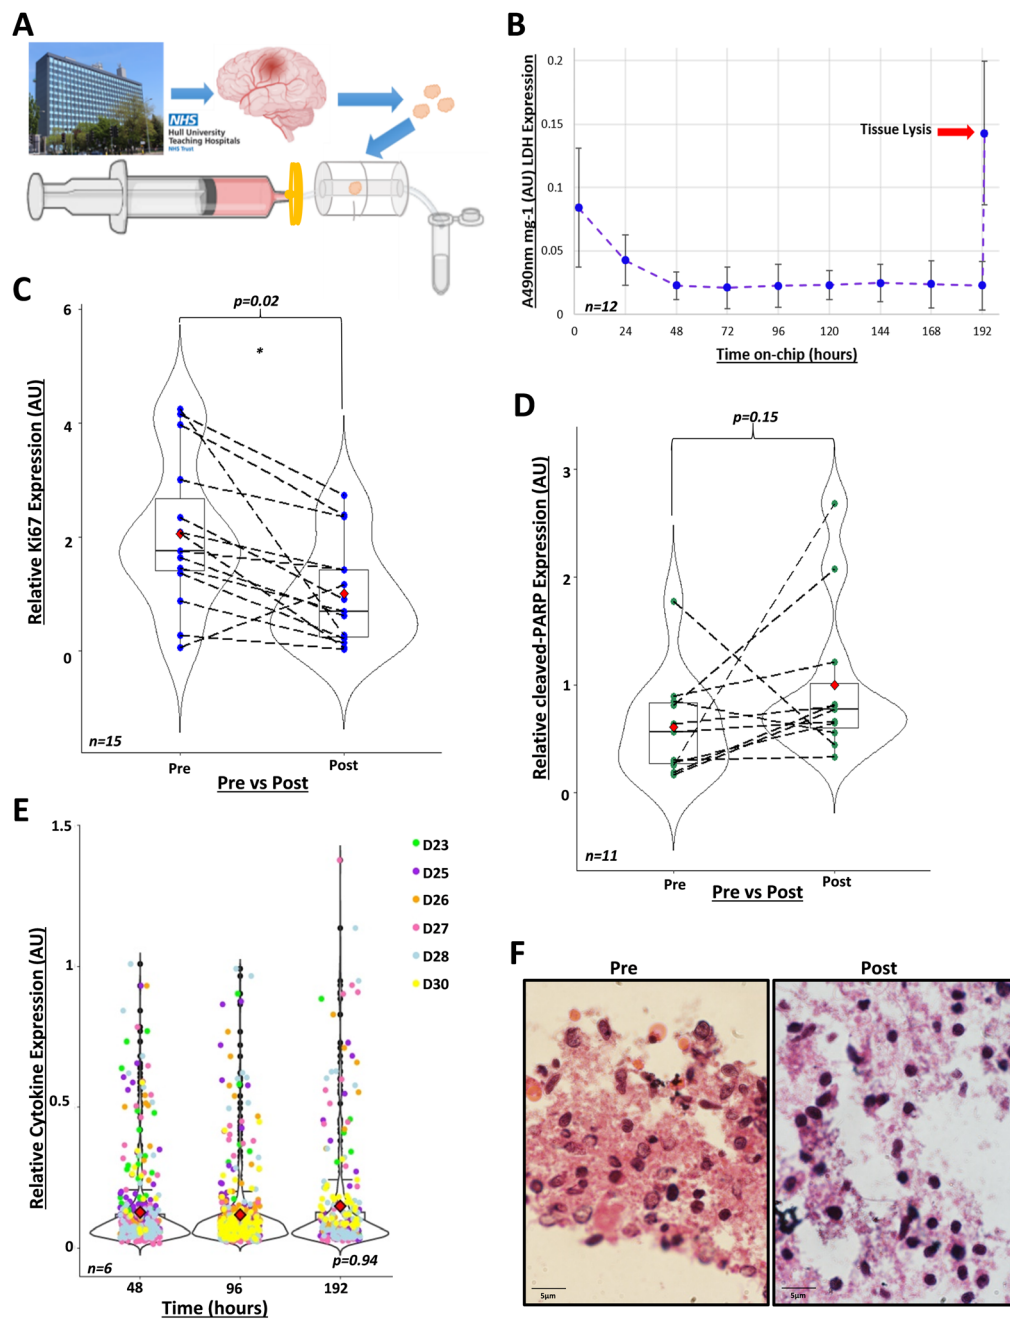 A
NHS
Hull University
Teaching Hospitals
NHS Trust
B
A490nm mg-1 (AU) LDH Expression
0.2
0.15
0.1
0.05
0
Tissue Lysis
n=12
0 24 48 72 96 120 144 168 192
Time on-chip (hours)
C
Relative Ki67 Expression (AU)
6
4
2
0
p=0.02
*
n=15
Pre Post
Pre vs Post
D
Relative cleaved-PARP Expression (AU)
3
2
1
0
p=0.15
n=11
Pre Post
Pre vs Post
E
Relative Cytokine Expression (AU)
1.5
1
0.5
0
D23
D25
D26
D27
D28
D30
n=6
p=0.94
48 96 192
Time (hours)
F
Pre Post
5μm
5μm